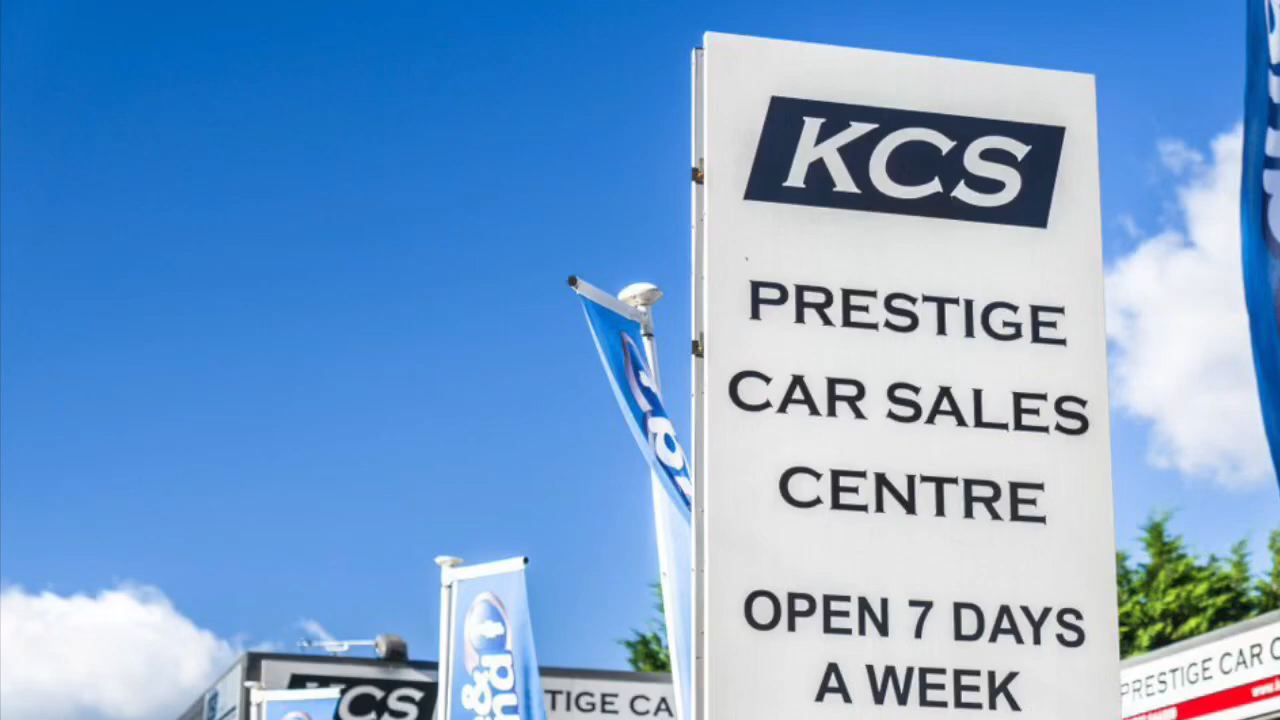 KCS
PRESTIGE
CAR SALES
CENTRE
OPEN 7 DAYS
A WEEK
KCS
TIGE CA
PRESTIGE CAR C